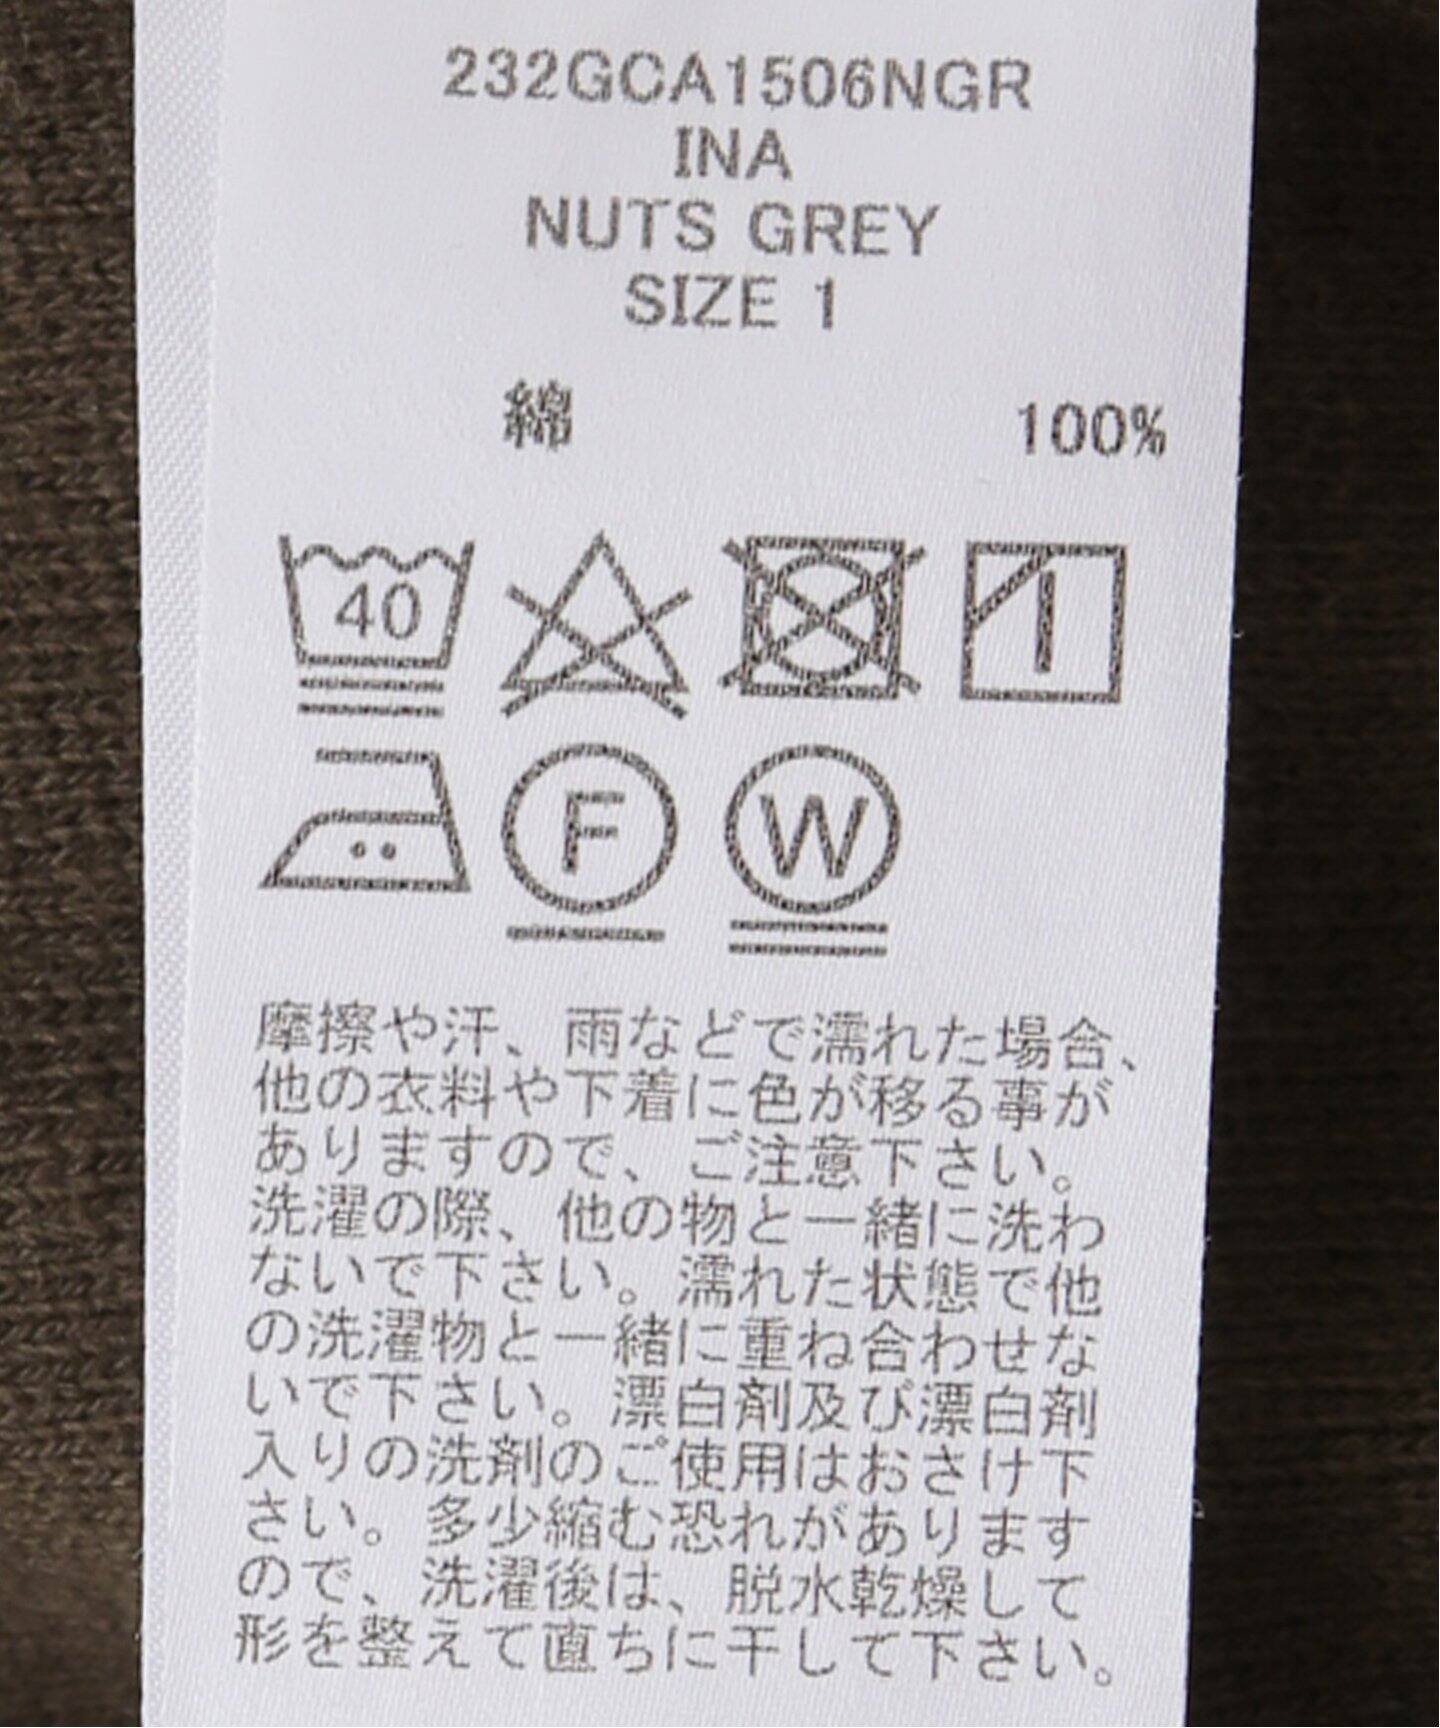 232GCA1506NGR
INA
NUTS GREY
SIZE 1
綿 100%
40
F W
摩擦や汗、雨などで濡れた場合、
他の衣料や下着に色が移る事が
ありますので、ご注意下さい。
洗濯の際、他の物と一緒に洗わ
ないで下さい。濡れた状態で他
の洗濯物と一緒に重ね合わせな
いで下さい。漂白剤及び漂白剤
入りの洗剤のご使用はおさけ下
さい。多少縮む恐れがあります
ので、洗濯後は、脱水乾燥して
形を整えて直ちに干して下さい。